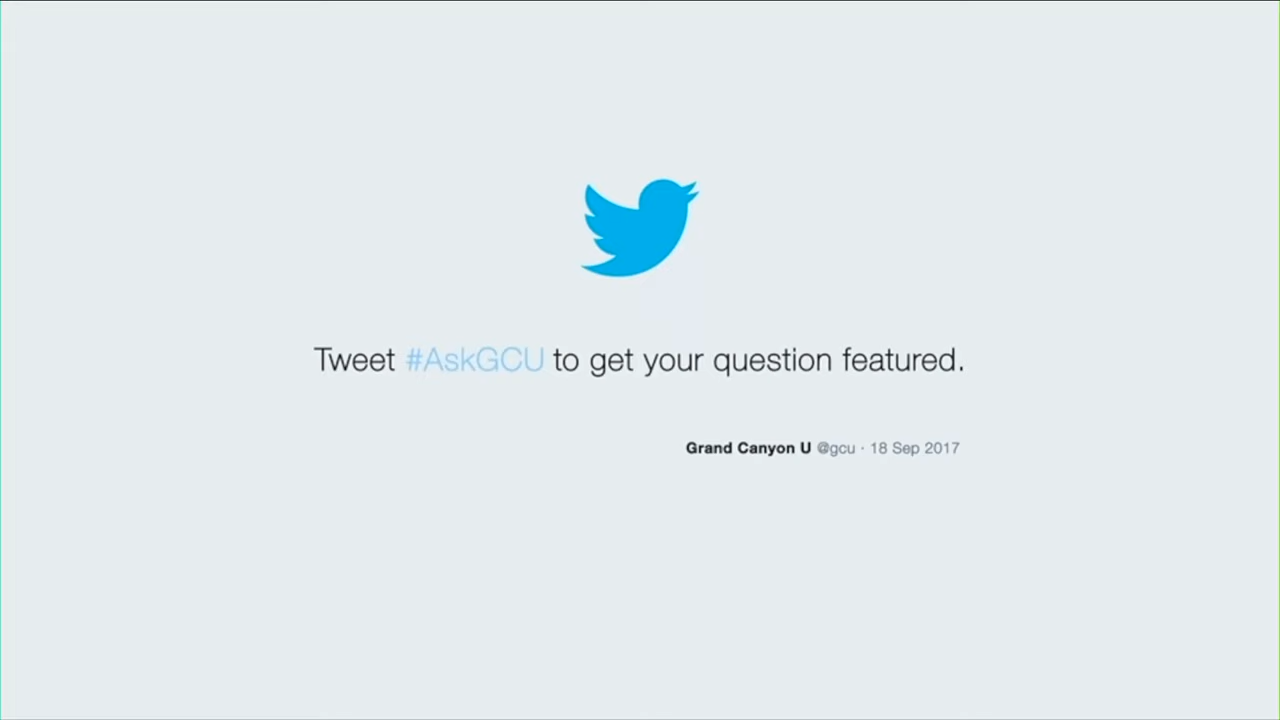 Tweet #AskGCU to get your question featured.
Grand Canyon U @gcu · 18 Sep 2017